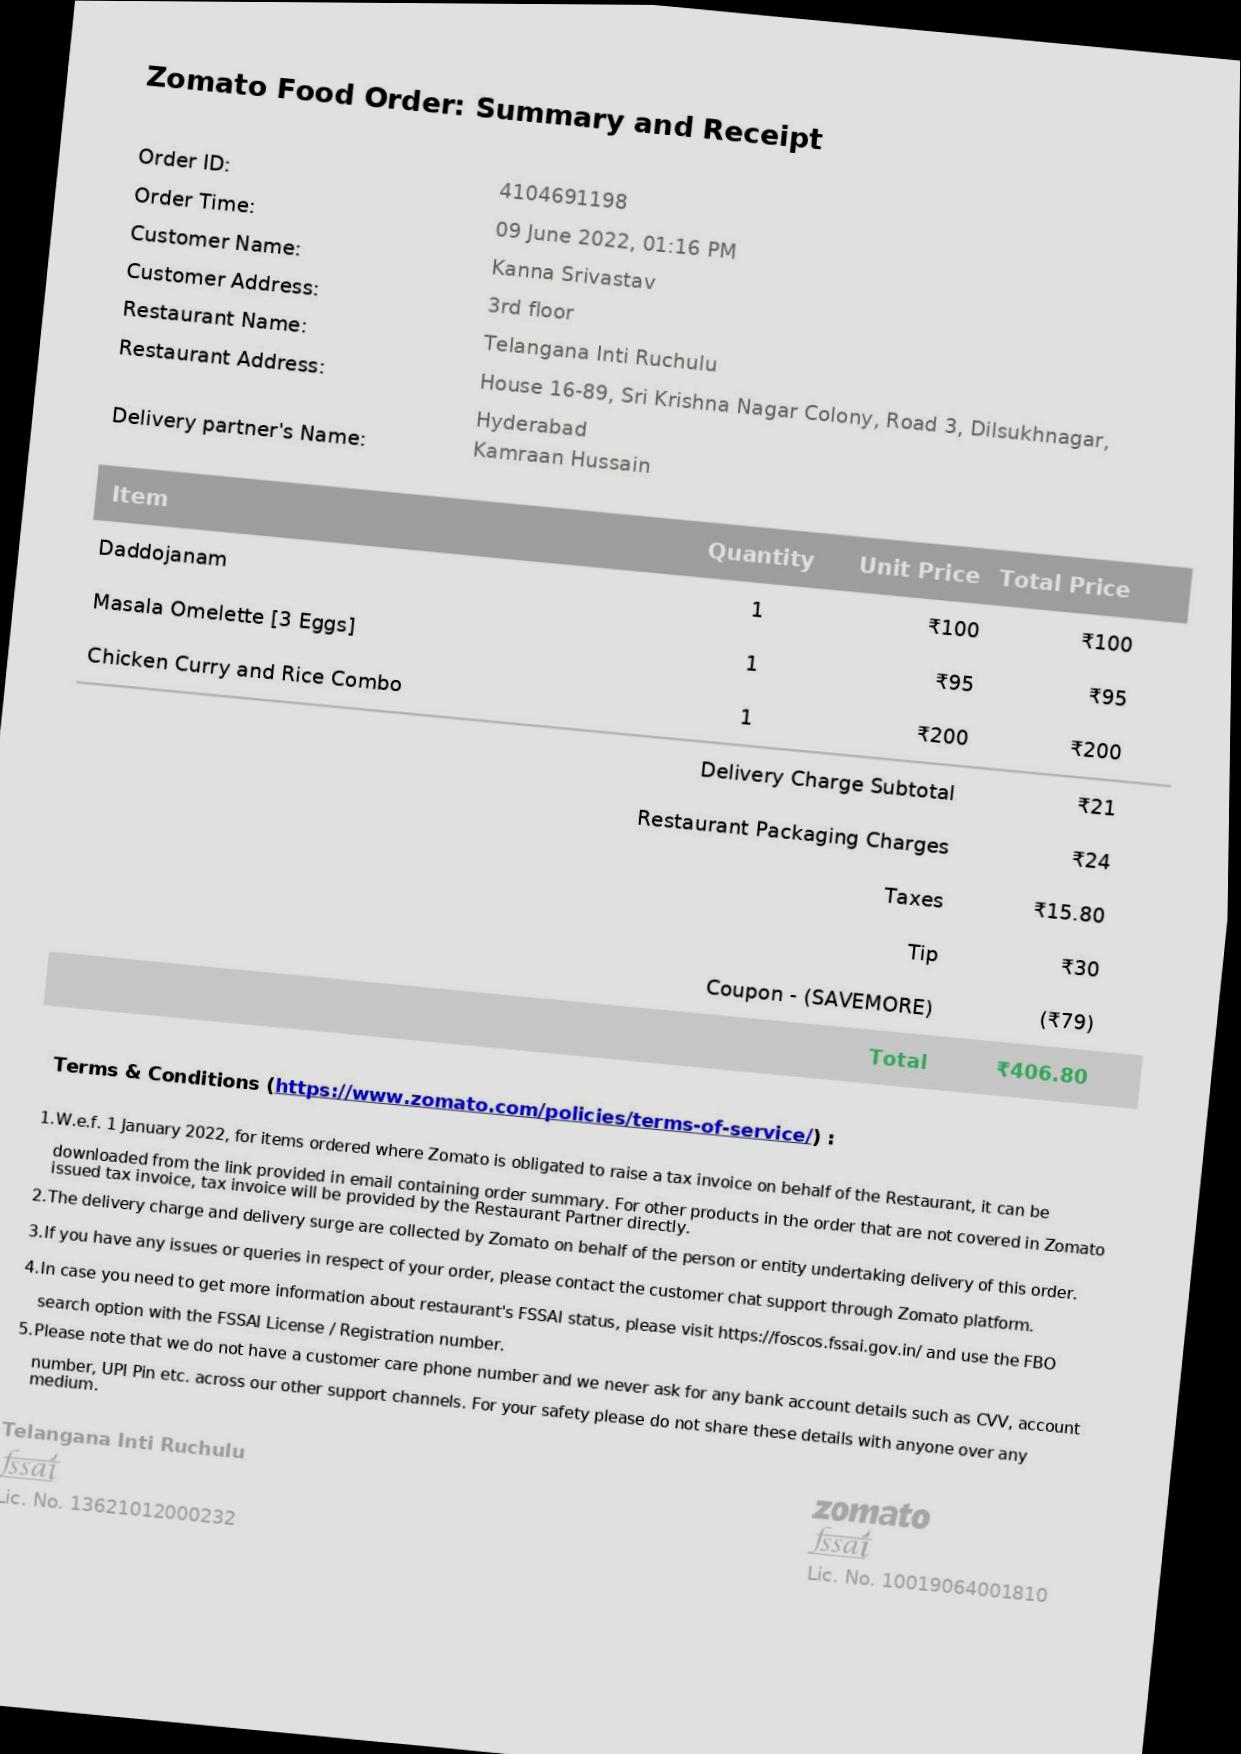 Zomato Food Order: Summary and Receipt
Order ID: 4104691198
Order Time: 09 June 2022, 01:16 PM
Customer Name: Kanna Srivastav
Customer Address: 3rd floor
Restaurant Name: Telangana Inti Ruchulu
Restaurant Address: House 16-89, Sri Krishna Nagar Colony, Road 3, Dilsukhnagar,
Hyderabad
Delivery partner's Name: Kamraan Hussain
Item Quantity Unit Price Total Price
Daddojanam 1 ₹100 ₹100
Masala Omelette [3 Eggs] 1 ₹95 ₹95
Chicken Curry and Rice Combo 1 ₹200 ₹200
Delivery Charge Subtotal ₹21
Restaurant Packaging Charges ₹24
Taxes ₹15.80
Tip ₹30
Coupon - (SAVEMORE) (₹79)
Total ₹406.80
Terms & Conditions (https://www.zomato.com/policies/terms-of-service/) :
1.W.e.f. 1 January 2022, for items ordered where Zomato is obligated to raise a tax invoice on behalf of the Restaurant, it can be
downloaded from the link provided in email containing order summary. For other products in the order that are not covered in Zomato
issued tax invoice, tax invoice will be provided by the Restaurant Partner directly.
2.The delivery charge and delivery surge are collected by Zomato on behalf of the person or entity undertaking delivery of this order.
3.If you have any issues or queries in respect of your order, please contact the customer chat support through Zomato platform.
4.In case you need to get more information about restaurant's FSSAI status, please visit https://foscos.fssai.gov.in/ and use the FBO
search option with the FSSAI License / Registration number.
5.Please note that we do not have a customer care phone number and we never ask for any bank account details such as CVV, account
number, UPI Pin etc. across our other support channels. For your safety please do not share these details with anyone over any
medium.
Telangana Inti Ruchulu
fssai
Lic. No. 13621012000232
zomato
fssai
Lic. No. 10019064001810